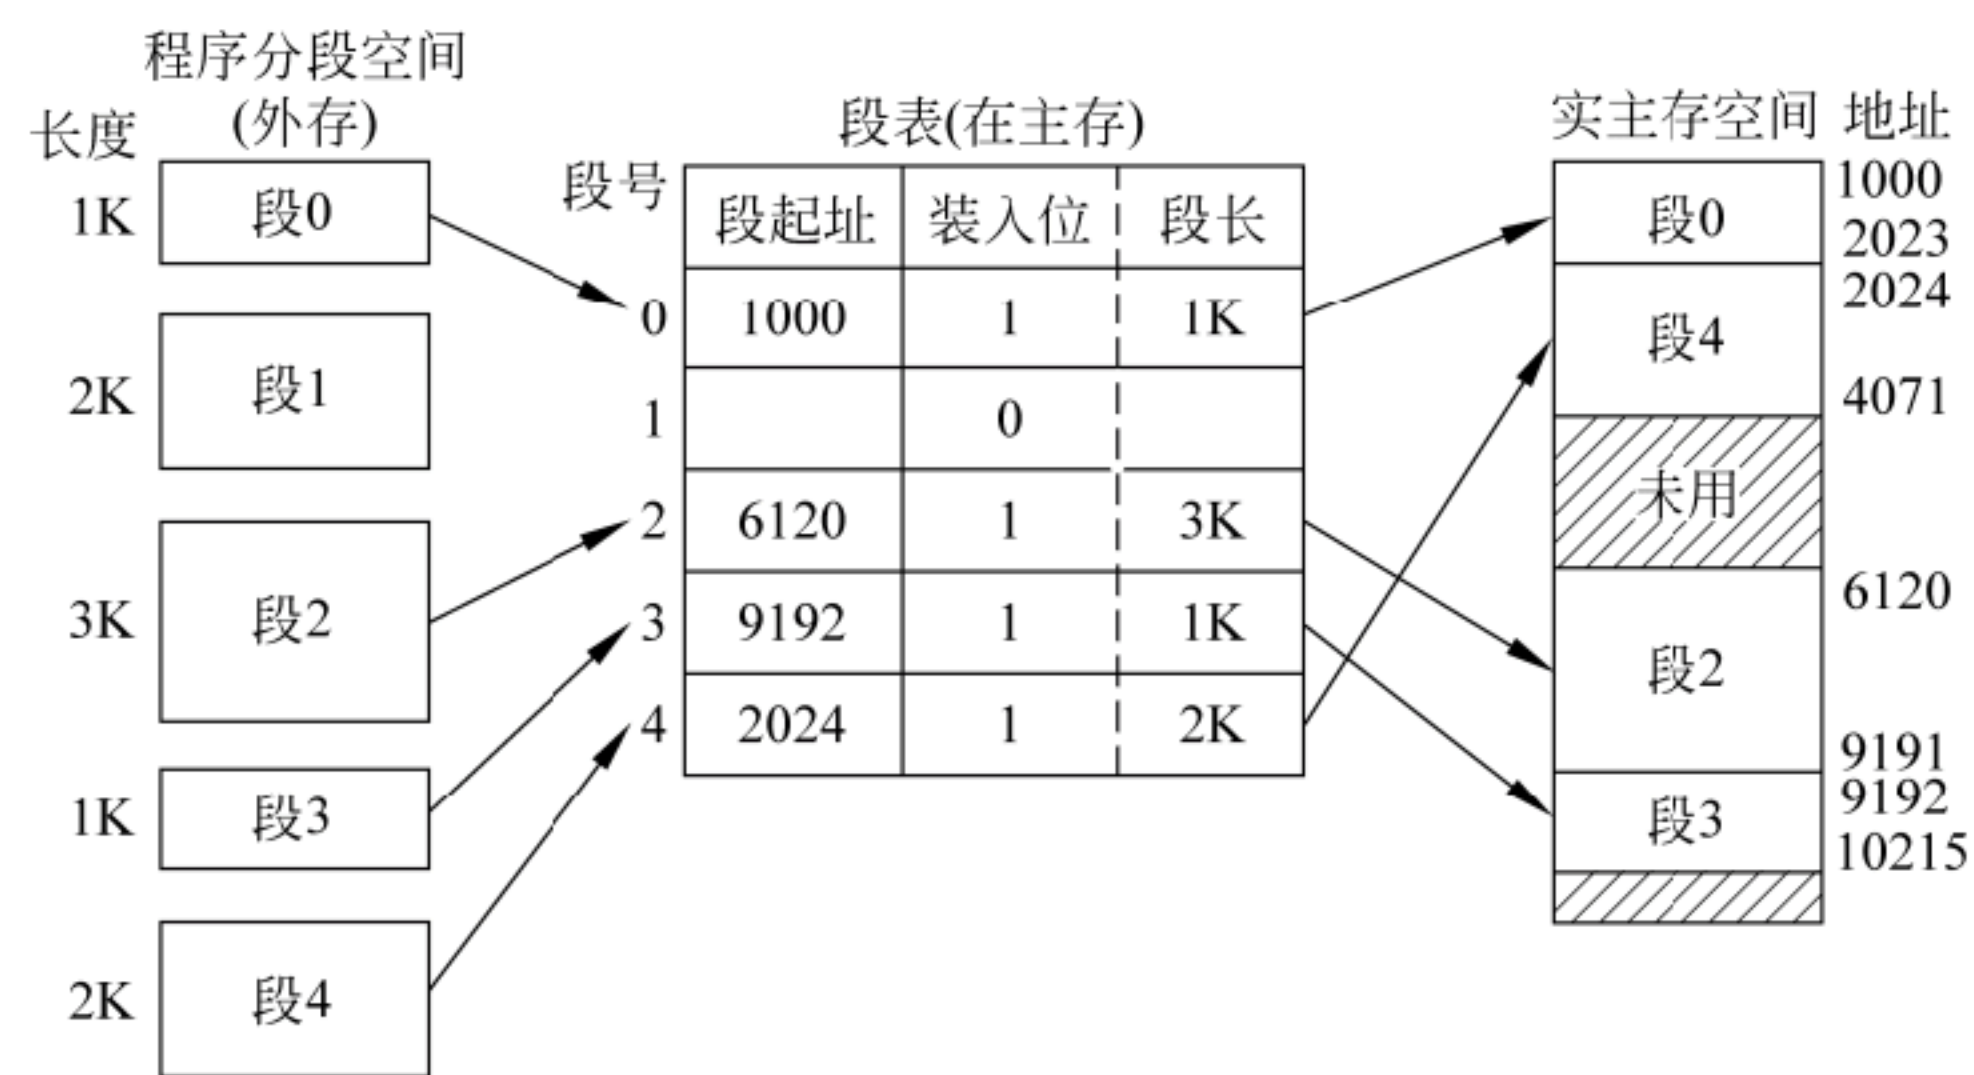 程序分段空间
(外存)
长度
1K 段0
2K 段1
3K 段2
1K 段3
2K 段4
段表(在主存)
段号 段起址 装入位 段长
0 1000 1 1K
1 0
2 6120 1 3K
3 9192 1 1K
4 2024 1 2K
实主存空间 地址
段0
1000
2023
段4
2024
4071
未用
段2
6120
9191
段3
9192
10215